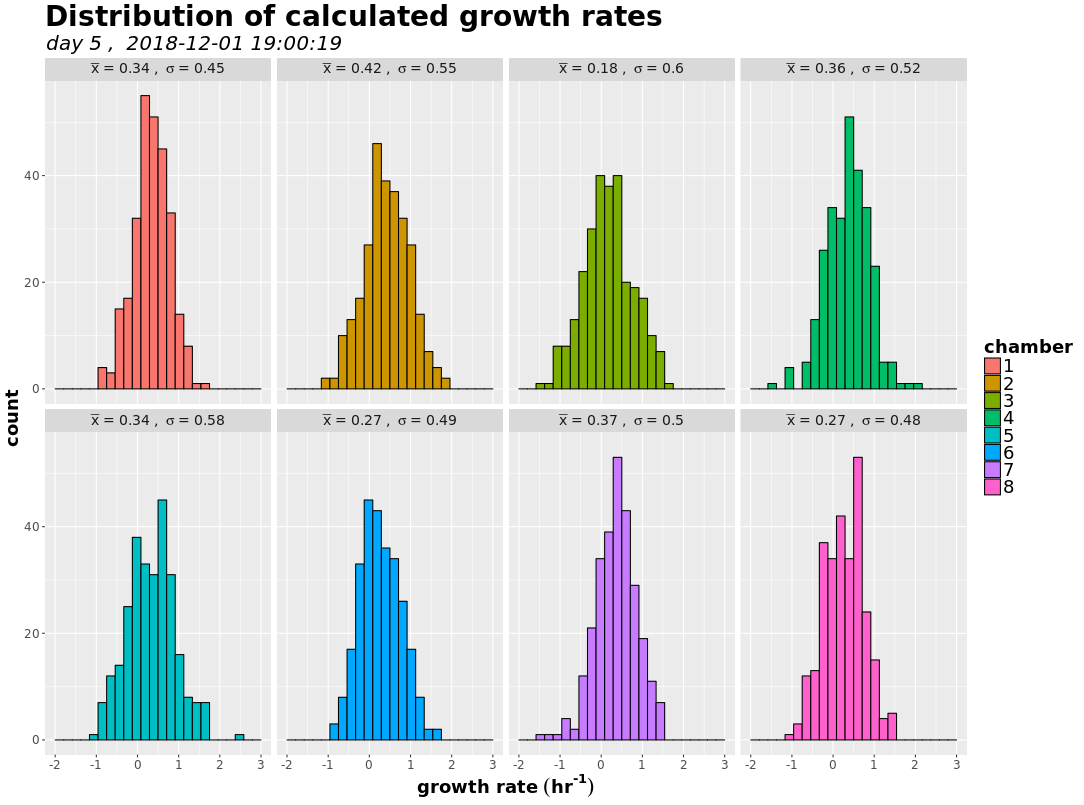 Distribution of calculated growth rates
day 5 ,  2018-12-01 19:00:19
x̅ = 0.34 ,  σ = 0.45
x̅ = 0.42 ,  σ = 0.55
x̅ = 0.18 ,  σ = 0.6
x̅ = 0.36 ,  σ = 0.52
40
20
0
count
x̅ = 0.34 ,  σ = 0.58
x̅ = 0.27 ,  σ = 0.49
x̅ = 0.37 ,  σ = 0.5
x̅ = 0.27 ,  σ = 0.48
40
20
0
-2 -1 0 1 2 3
-2 -1 0 1 2 3
-2 -1 0 1 2 3
-2 -1 0 1 2 3
growth rate (hr⁻¹)
chamber
1
2
3
4
5
6
7
8